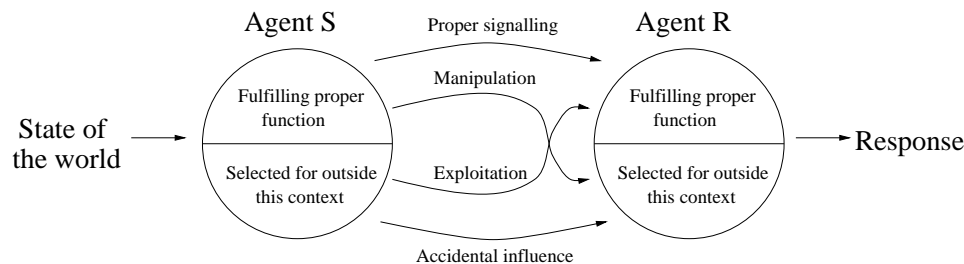 Agent S
Proper signalling
Agent R
Manipulation
Fulfilling proper
function
Fulfilling proper
function
State of
the world
Response
Selected for outside
this context
Exploitation
Selected for outside
this context
Accidental influence